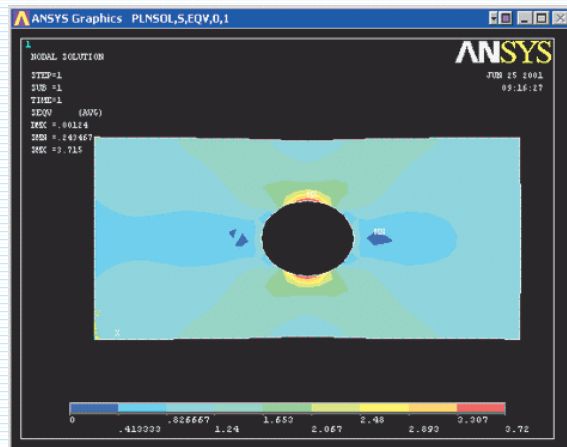 ANSYS Graphics PLNSOL,S,EQV,0,1
1
NODAL SOLUTION
STEP=1
SUB =1
TIME=1
SEQV (AVG)
DMX =.00124
SMN =.243467
SMX =3.715
ANSYS
JUN 25 2001
09:16:27
MX
MN
Y
X
0 .826667 1.653 2.48 3.307
.413333 1.24 2.067 2.893 3.72